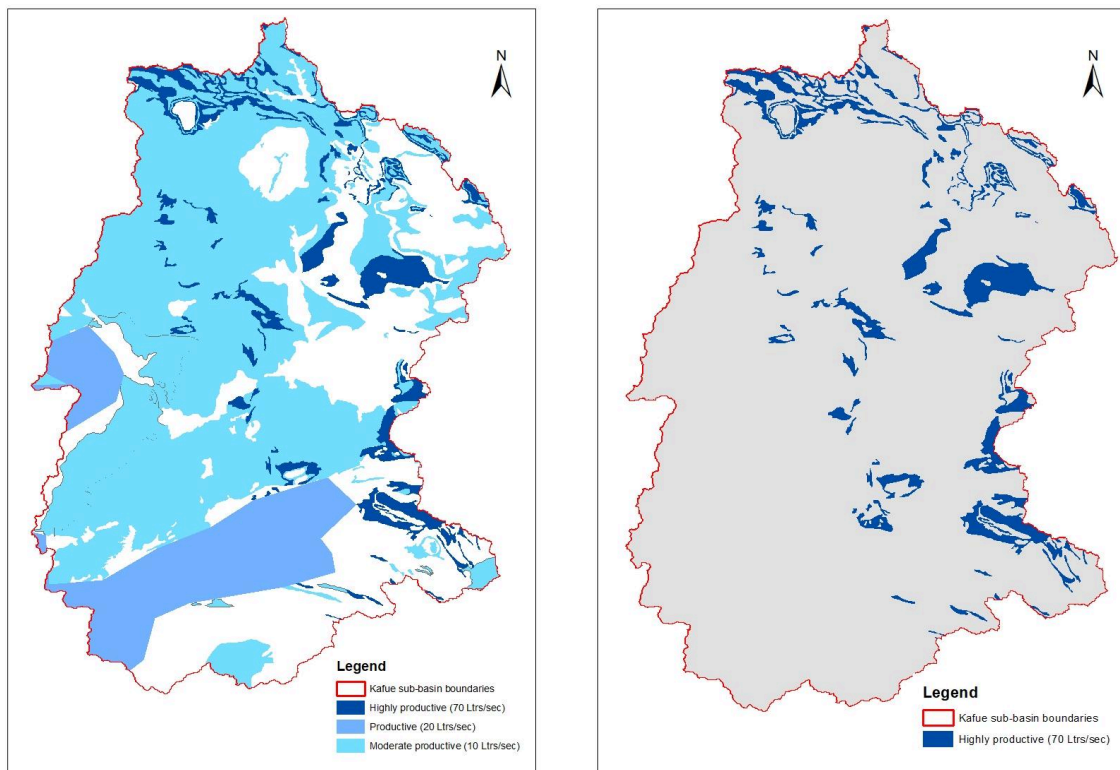 N
Legend
Kafue sub-basin boundaries
Highly productive (70 Ltrs/sec)
Productive (20 Ltrs/sec)
Moderate productive (10 Ltrs/sec)
N
Legend
Kafue sub-basin boundaries
Highly productive (70 Ltrs/sec)